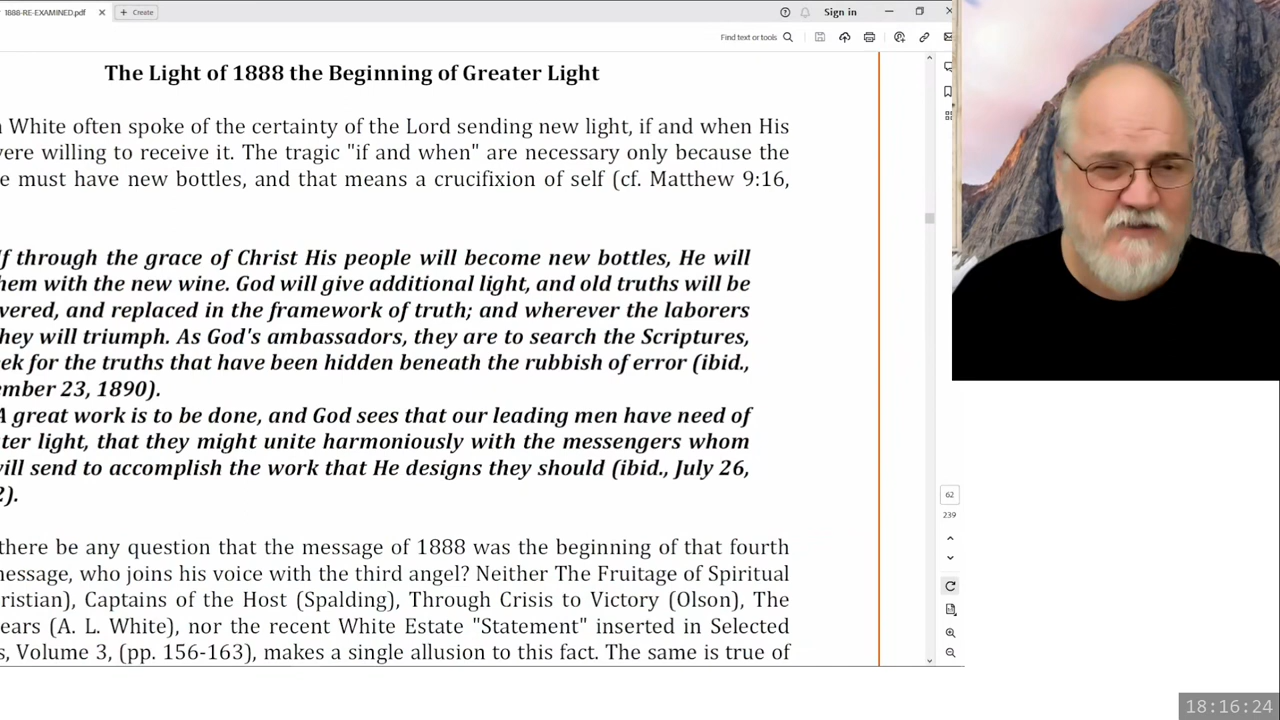 1888-RE-EXAMINED.pdf
Create
Sign in
Find text or tools
The Light of 1888 the Beginning of Greater Light
White often spoke of the certainty of the Lord sending new light, if and when His
were willing to receive it. The tragic "if and when" are necessary only because the
must have new bottles, and that means a crucifixion of self (cf. Matthew 9:16,
If through the grace of Christ His people will become new bottles, He will
them with the new wine. God will give additional light, and old truths will be
and replaced in the framework of truth; and wherever the laborers
they will triumph. As God's ambassadors, they are to search the Scriptures,
for the truths that have been hidden beneath the rubbish of error (ibid.,
23, 1890).
A great work is to be done, and God sees that our leading men have need of
light, that they might unite harmoniously with the messengers whom
will send to accomplish the work that He designs they should (ibid., July 26,
there be any question that the message of 1888 was the beginning of that fourth
message, who joins his voice with the third angel? Neither The Fruitage of Spiritual
Captains of the Host (Spalding), Through Crisis to Victory (Olson), The
(A. L. White), nor the recent White Estate "Statement" inserted in Selected
Volume 3, (pp. 156-163), makes a single allusion to this fact. The same is true of
62
239
18:16:24